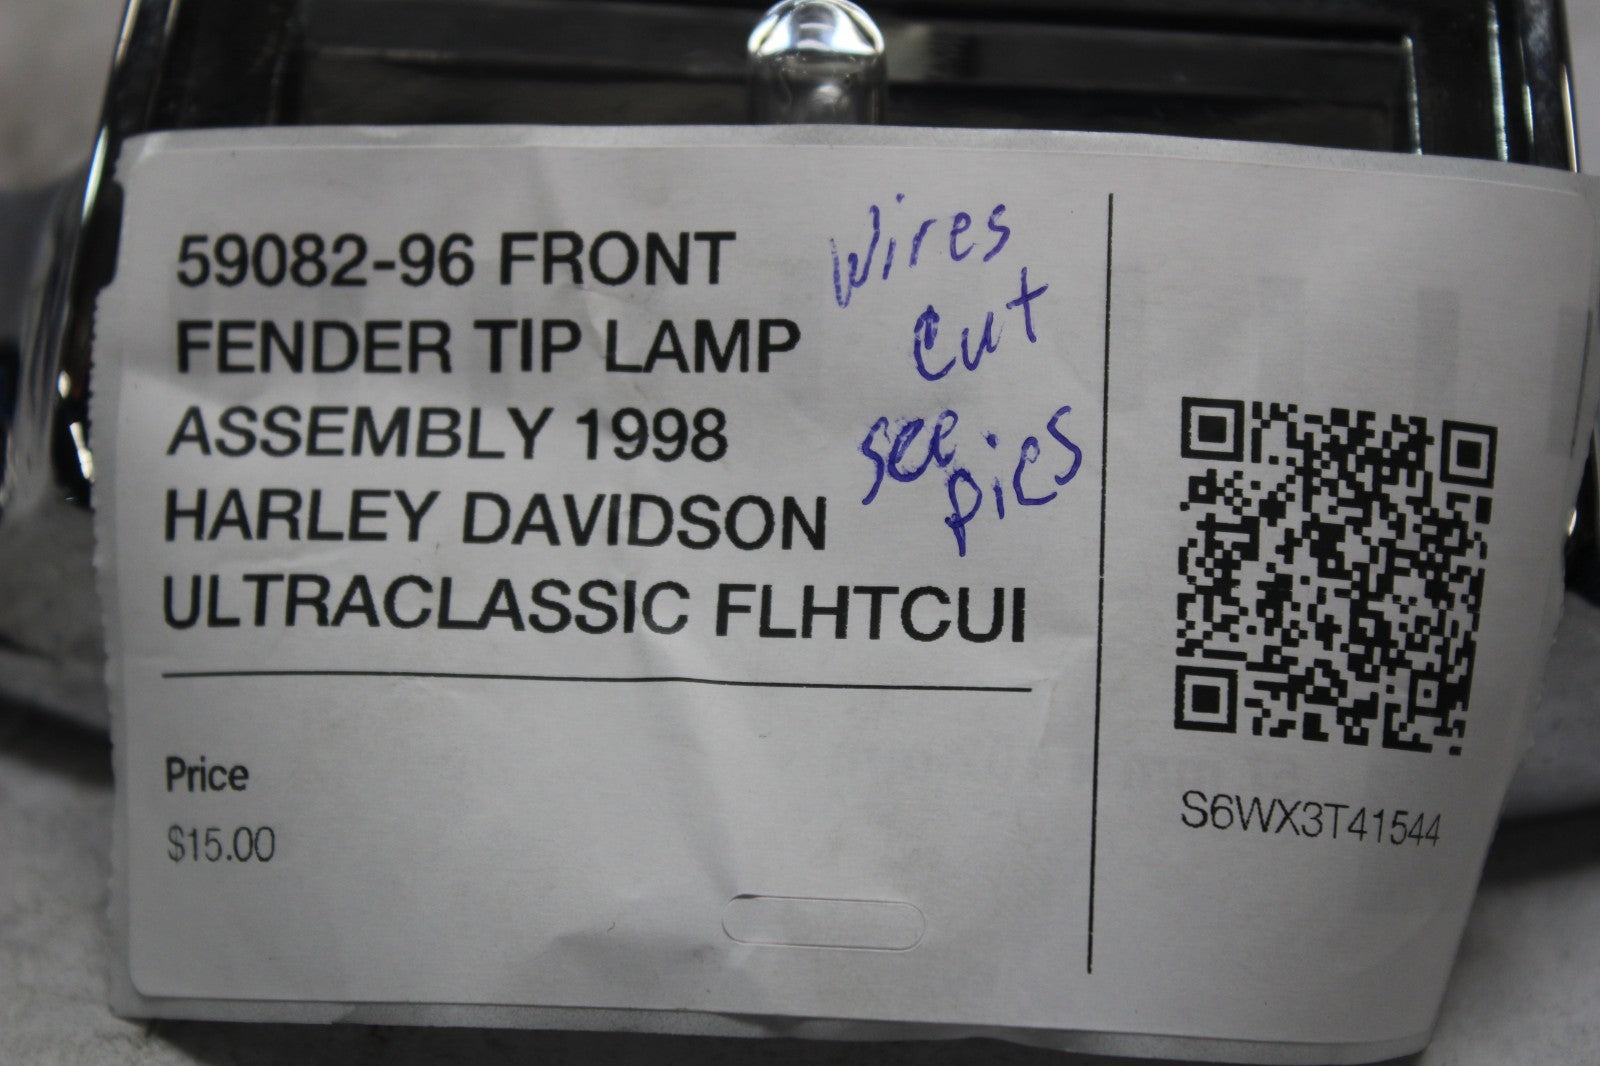 59082-96 FRONT
FENDER TIP LAMP
ASSEMBLY 1998
HARLEY DAVIDSON
ULTRACLASSIC FLHTCUI
Wires
cut
see
pics
Price
$15.00
S6WX3T41544